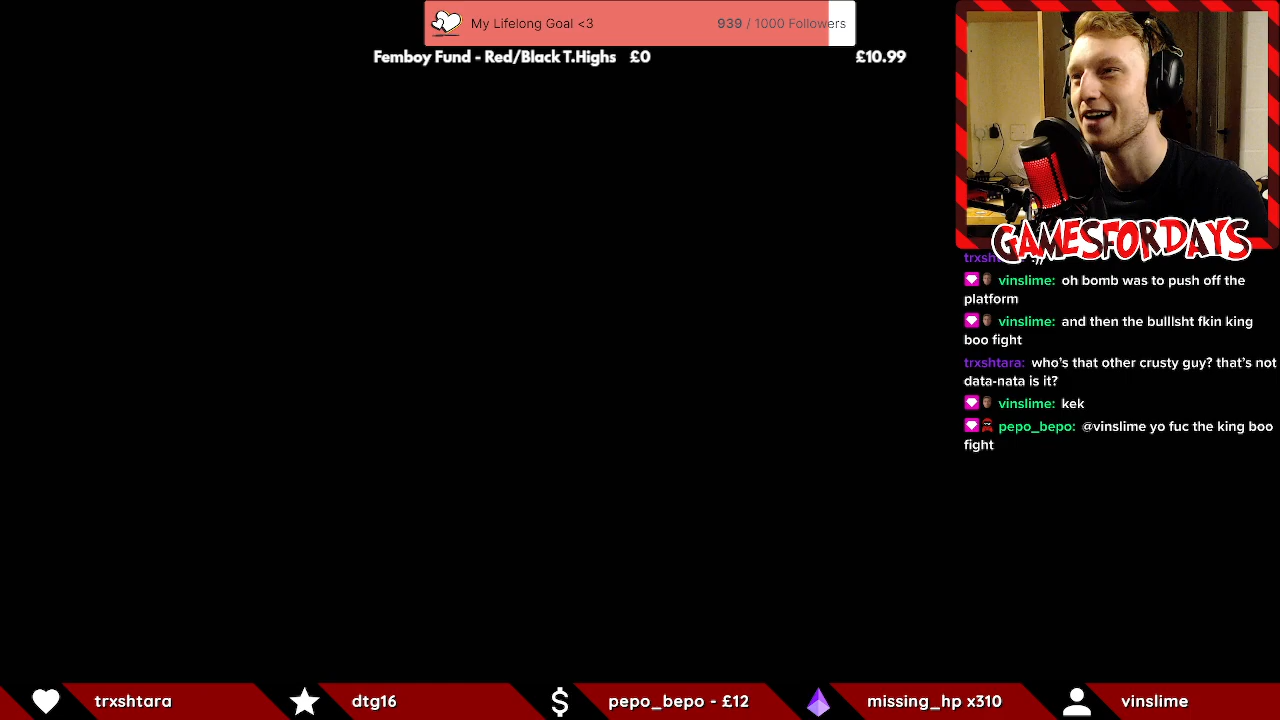 My Lifelong Goal <3 939 / 1000 Followers
Femboy Fund - Red/Black T.Highs £0 £10.99
GAMESFORDAYS
vinslime: oh bomb was to push off the
platform
vinslime: and then the bulllsht fkin king
boo fight
trxshtara: who's that other crusty guy? that's not
data-nata is it?
vinslime: kek
pepo_bepo: @vinslime yo fuc the king boo
fight
trxshtara
dtg16
pepo_bepo - £12
missing_hp x310
vinslime